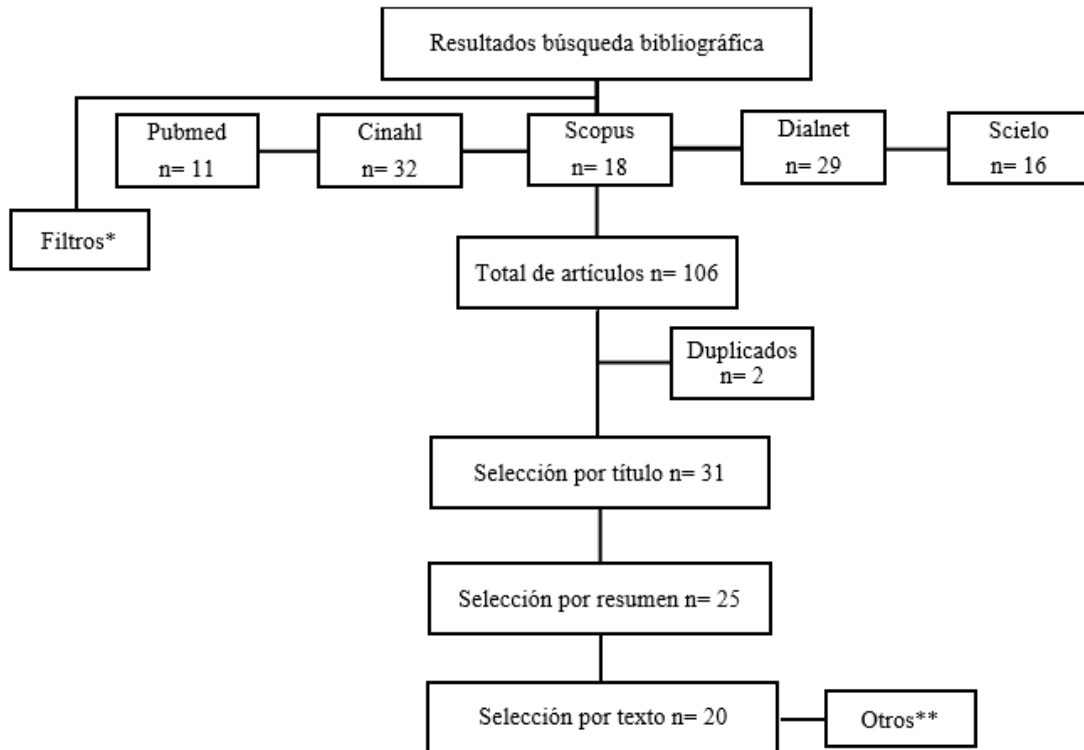 Resultados búsqueda bibliográfica
Pubmed
n= 11
Cinahl
n= 32
Scopus
n= 18
Dialnet
n= 29
Scielo
n= 16
Filtros*
Total de artículos n= 106
Duplicados
n= 2
Selección por título n= 31
Selección por resumen n= 25
Selección por texto n= 20
Otros**